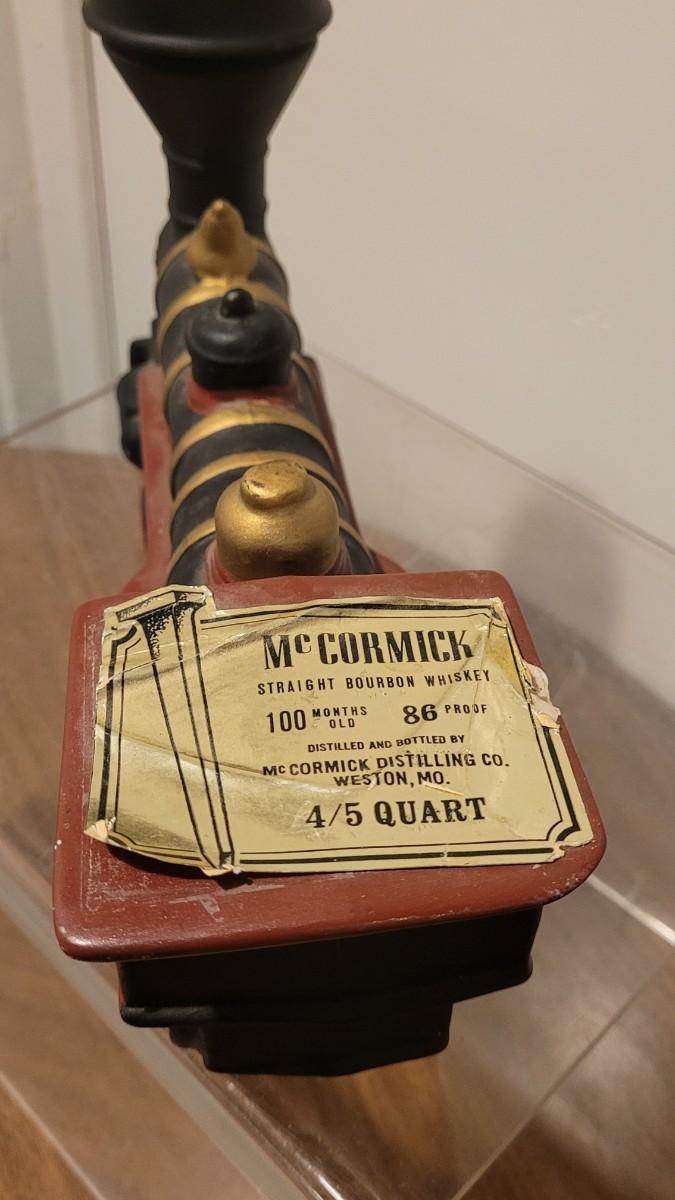 McCORMICK
STRAIGHT BOURBON WHISKEY
100 MONTHS OLD 86 PROOF
DISTILLED AND BOTTLED BY
McCORMICK DISTILLING CO.
WESTON, MO.
4/5 QUART